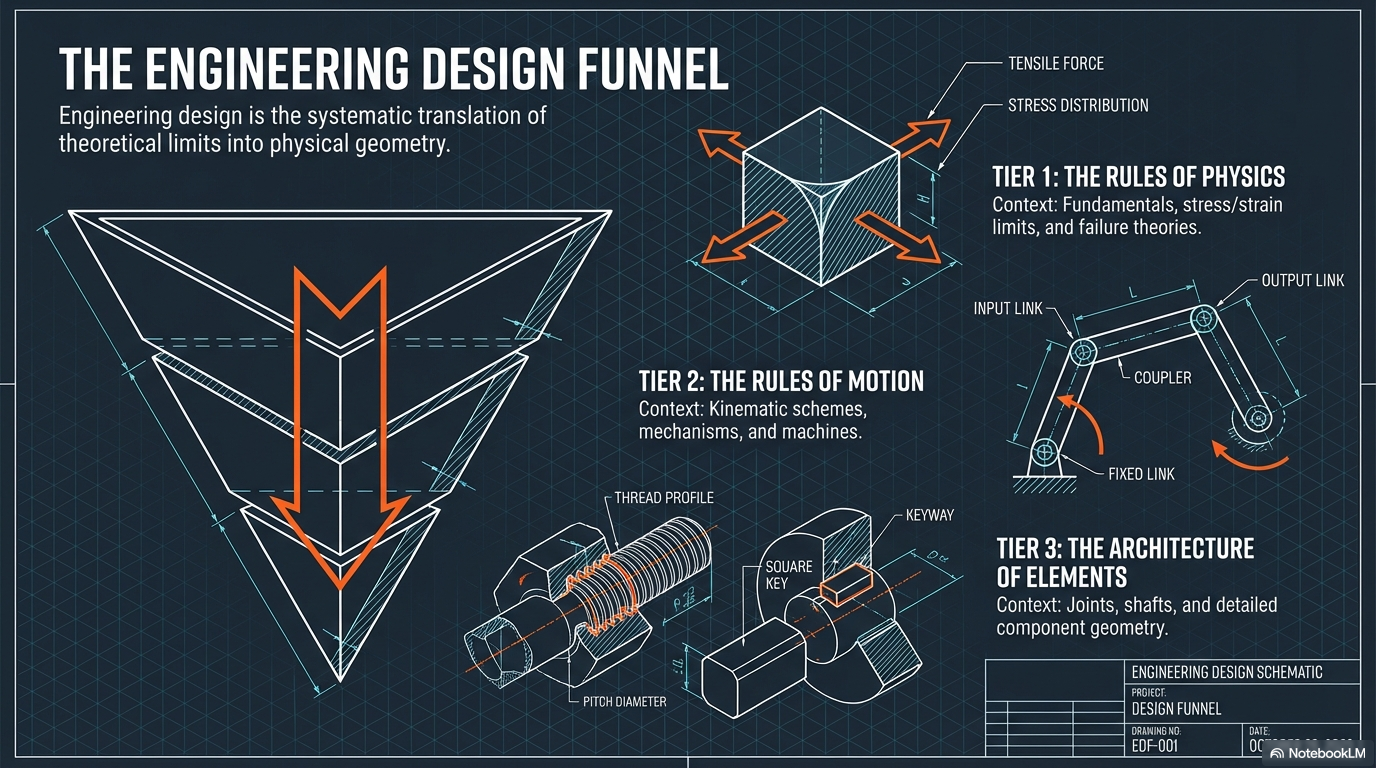 THE ENGINEERING DESIGN FUNNEL
Engineering design is the systematic translation of
theoretical limits into physical geometry.
TENSILE FORCE
STRESS DISTRIBUTION
H
TIER 1: THE RULES OF PHYSICS
Context: Fundamentals, stress/strain
limits, and failure theories.
OUTPUT LINK
INPUT LINK
L
L
COUPLER
FIXED LINK
TIER 2: THE RULES OF MOTION
Context: Kinematic schemes,
mechanisms, and machines.
THREAD PROFILE
PITCH DIAMETER
KEYWAY
SQUARE
KEY
TIER 3: THE ARCHITECTURE
OF ELEMENTS
Context: Joints, shafts, and detailed
component geometry.
ENGINEERING DESIGN SCHEMATIC
PROJECT:
DESIGN FUNNEL
DRAWING NO:
EDF-001
DATE:
NotebookLM